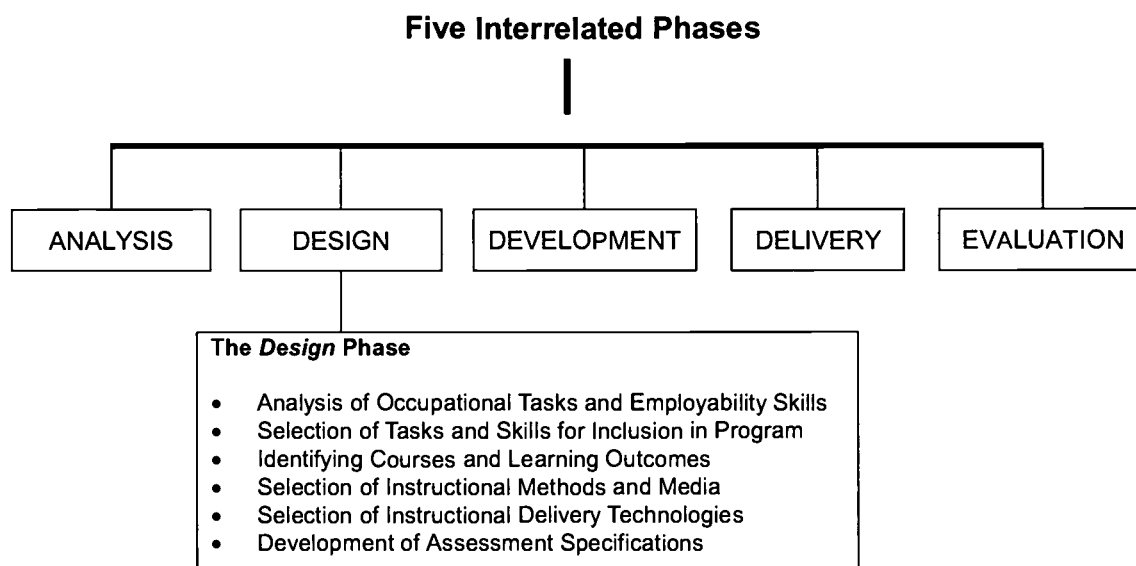 Five Interrelated Phases
ANALYSIS
DESIGN
DEVELOPMENT
DELIVERY
EVALUATION
The Design Phase
• Analysis of Occupational Tasks and Employability Skills
• Selection of Tasks and Skills for Inclusion in Program
• Identifying Courses and Learning Outcomes
• Selection of Instructional Methods and Media
• Selection of Instructional Delivery Technologies
• Development of Assessment Specifications